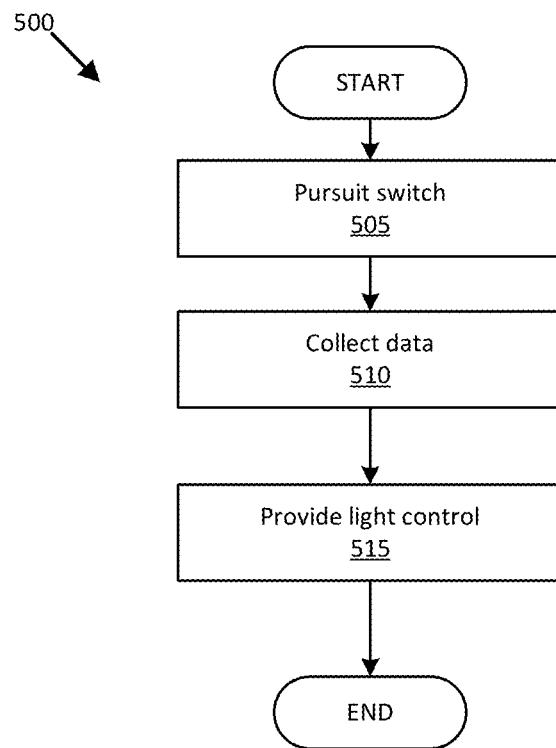 500
START
Pursuit switch
505
Collect data
510
Provide light control
515
END